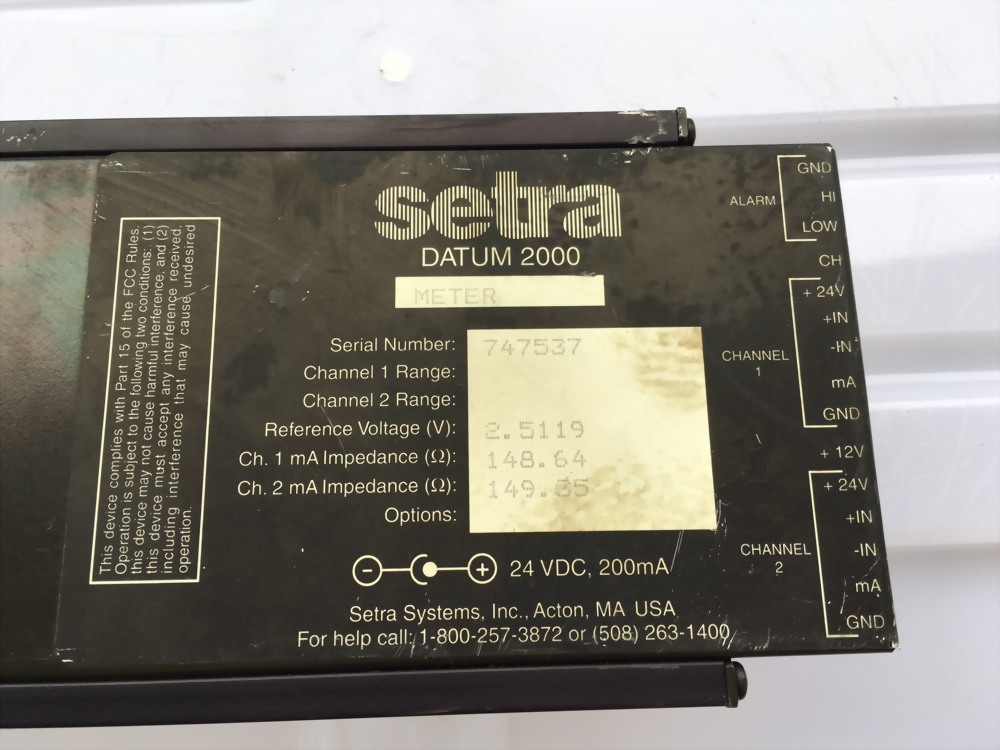 setra
DATUM 2000
METER
Serial Number: 747537
Channel 1 Range:
Channel 2 Range:
Reference Voltage (V): 2.5119
Ch. 1 mA Impedance (Ω): 148.64
Ch. 2 mA Impedance (Ω): 149.35
Options:
24 VDC, 200mA
Setra Systems, Inc., Acton, MA USA
For help call: 1-800-257-3872 or (508) 263-1400
This device complies with Part 15 of the FCC Rules.
Operation is subject to the following two conditions: (1)
this device may not cause harmful interference, and (2)
this device must accept any interference received,
including interference that may cause undesired
operation.
ALARM
GND
HI
LOW
CH
CHANNEL
1
+ 24V
+IN
-IN
mA
GND
+ 12V
CHANNEL
2
+ 24V
+IN
-IN
mA
GND